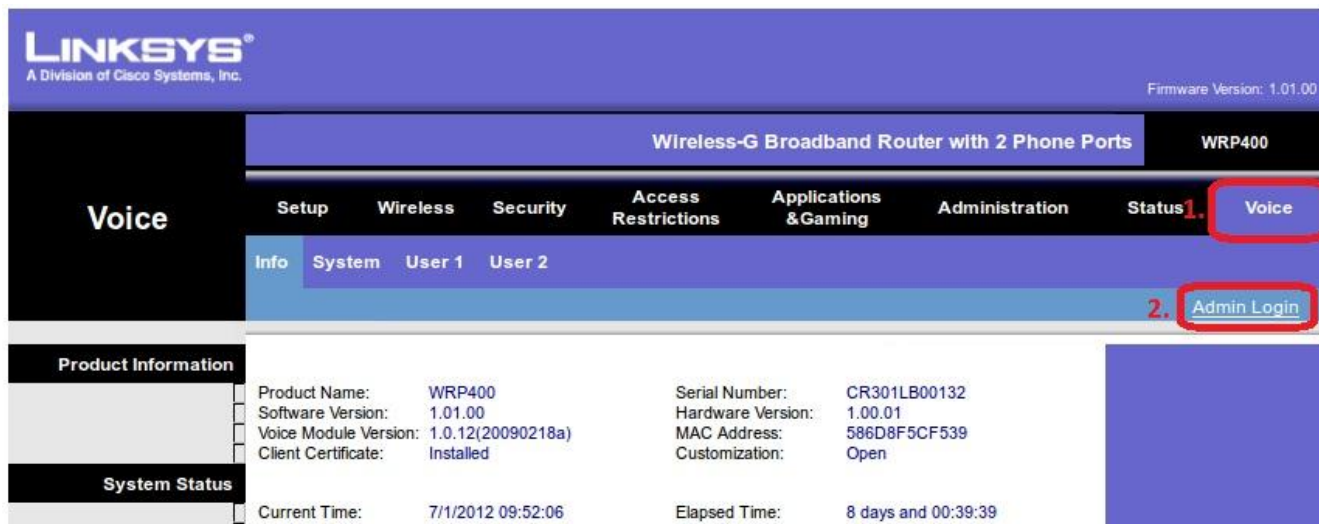 LINKSYS®
A Division of Cisco Systems, Inc.
Firmware Version: 1.01.00
Wireless-G Broadband Router with 2 Phone Ports WRP400
Voice
Setup Wireless Security Access Restrictions Applications &Gaming Administration Status 1. Voice
Info System User 1 User 2
2. Admin Login
Product Information
Product Name: WRP400 Serial Number: CR301LB00132
Software Version: 1.01.00 Hardware Version: 1.00.01
Voice Module Version: 1.0.12(20090218a) MAC Address: 586D8F5CF539
Client Certificate: Installed Customization: Open
System Status
Current Time: 7/1/2012 09:52:06 Elapsed Time: 8 days and 00:39:39